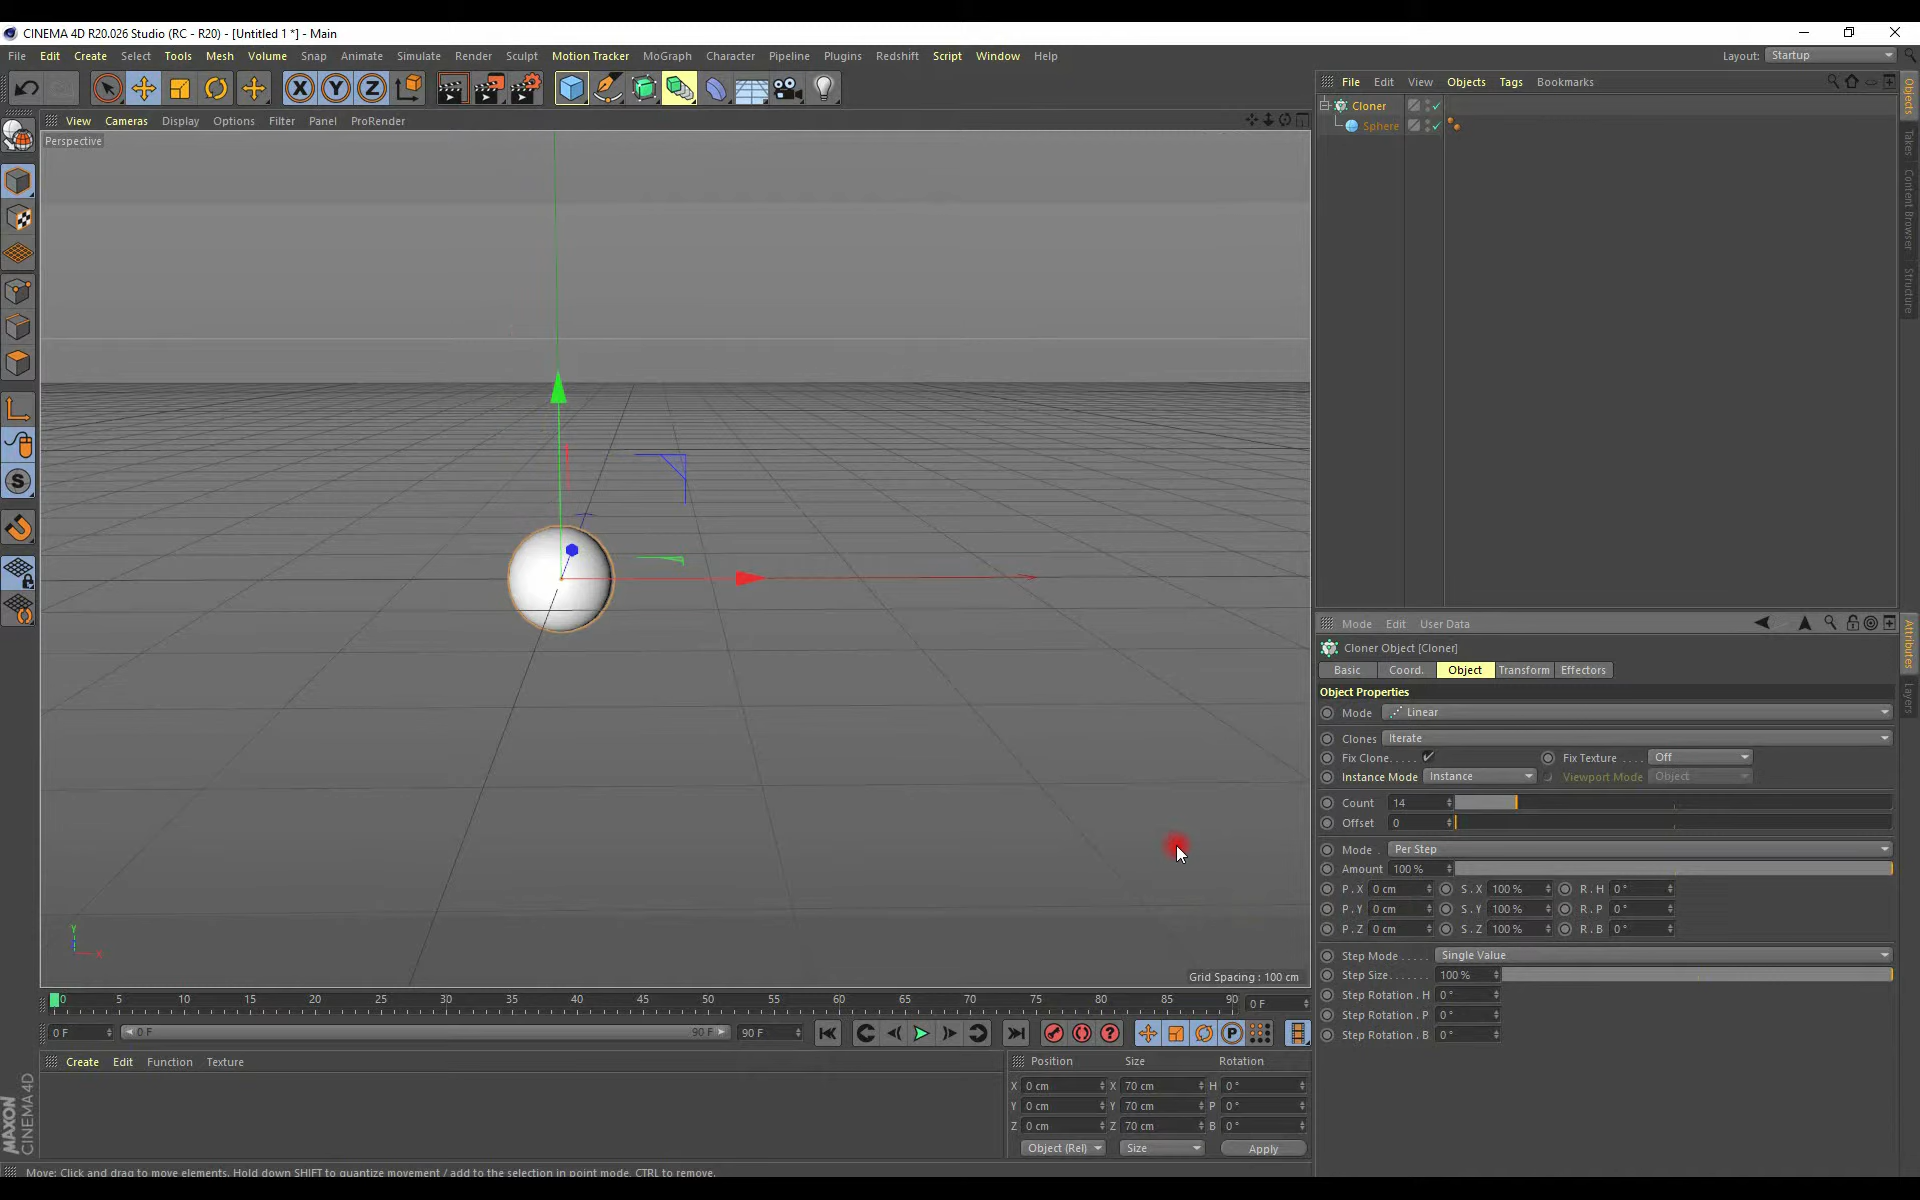 CINEMA 4D R20.026 Studio (RC - R20) - [Untitled 1 *] - Main
File Edit Create Select Tools Mesh Volume Snap Animate Simulate Render Sculpt Motion Tracker MoGraph Character Pipeline Plugins Redshift Script Window Help
Layout: Startup
X Y Z
File Edit View Objects Tags Bookmarks
View Cameras Display Options Filter Panel ProRender
Perspective
Cloner
Sphere
Objects
Takes
Content Browser
Structure
S
Y
X
Grid Spacing : 100 cm
Mode Edit User Data
Cloner Object [Cloner]
Basic Coord. Object Transform Effectors
Object Properties
Mode Linear
Clones Iterate
Fix Clone. . . . . Fix Texture . . . . Off
Instance Mode Instance Viewport Mode Object
Count 14
Offset 0
Mode . Per Step
Amount 100 %
P . X 0 cm S . X 100 % R . H 0 °
P . Y 0 cm S . Y 100 % R . P 0 °
P . Z 0 cm S . Z 100 % R . B 0 °
Step Mode . . . . . Single Value
Step Size. . . . . . . 100 %
Step Rotation . H 0 °
Step Rotation . P 0 °
Step Rotation . B 0 °
Attributes
Layers
0 5 10 15 20 25 30 35 40 45 50 55 60 65 70 75 80 85 90 0 F
0 F 0 F 90 F 90 F
P
Create Edit Function Texture
Position Size Rotation
X 0 cm X 70 cm H 0 °
Y 0 cm Y 70 cm P 0 °
Z 0 cm Z 70 cm B 0 °
Object (Rel) Size Apply
MAXON
CINEMA 4D
Move: Click and drag to move elements. Hold down SHIFT to quantize movement / add to the selection in point mode, CTRL to remove.